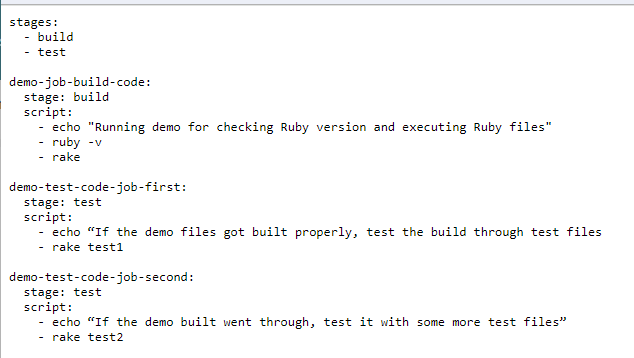 stages:
  - build
  - test

demo-job-build-code:
  stage: build
  script:
    - echo "Running demo for checking Ruby version and executing Ruby files"
    - ruby -v
    - rake

demo-test-code-job-first:
  stage: test
  script:
    - echo “If the demo files got built properly, test the build through test files
    - rake test1

demo-test-code-job-second:
  stage: test
  script:
    - echo “If the demo built went through, test it with some more test files”
    - rake test2